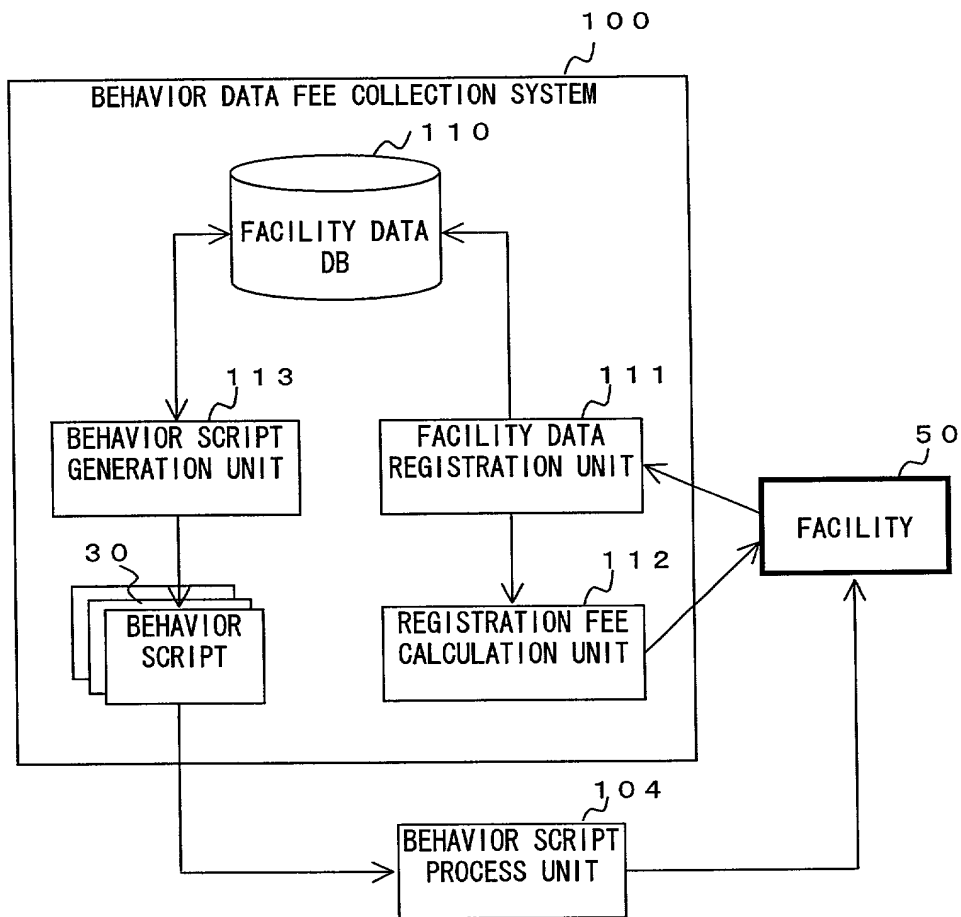 100
BEHAVIOR DATA FEE COLLECTION SYSTEM
110
FACILITY DATA
DB
113
BEHAVIOR SCRIPT
GENERATION UNIT
111
FACILITY DATA
REGISTRATION UNIT
50
FACILITY
30
BEHAVIOR
SCRIPT
112
REGISTRATION FEE
CALCULATION UNIT
104
BEHAVIOR SCRIPT
PROCESS UNIT